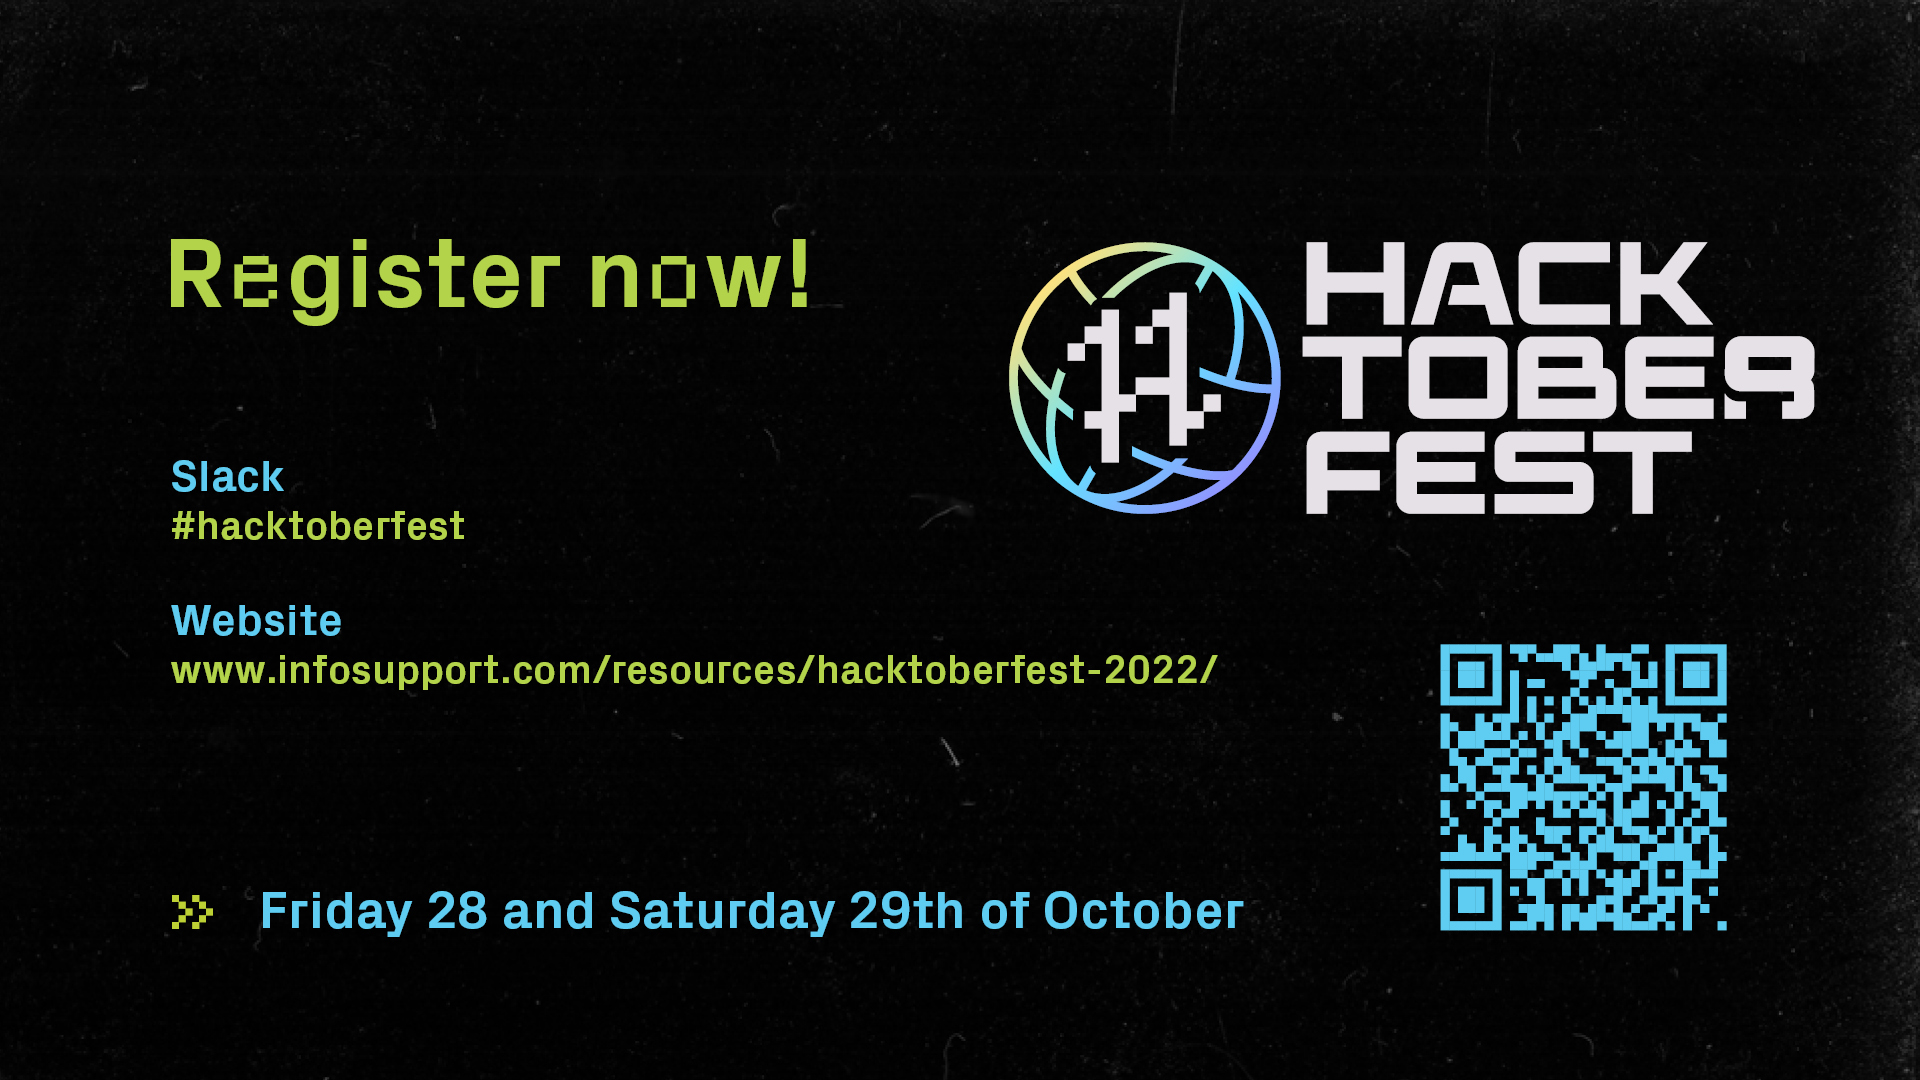 Register now!
HACK
TOBER
FEST
Slack
#hacktoberfest
Website
www.infosupport.com/resources/hacktoberfest-2022/
Friday 28 and Saturday 29th of October